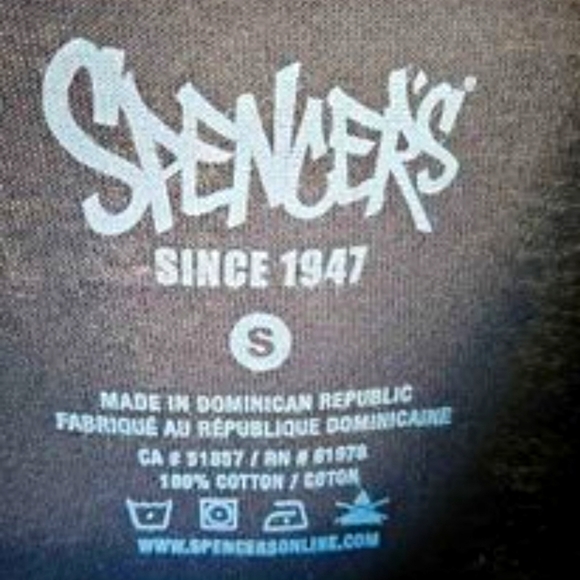 SPENCER'S
SINCE 1947
S
MADE IN DOMINICAN REPUBLIC
FABRIQUÉ AU RÉPUBLIQUE DOMINICAINE
CA # 51857 / RN # 61978
100% COTTON / COTON
WWW.SPENCERSONLINE.COM